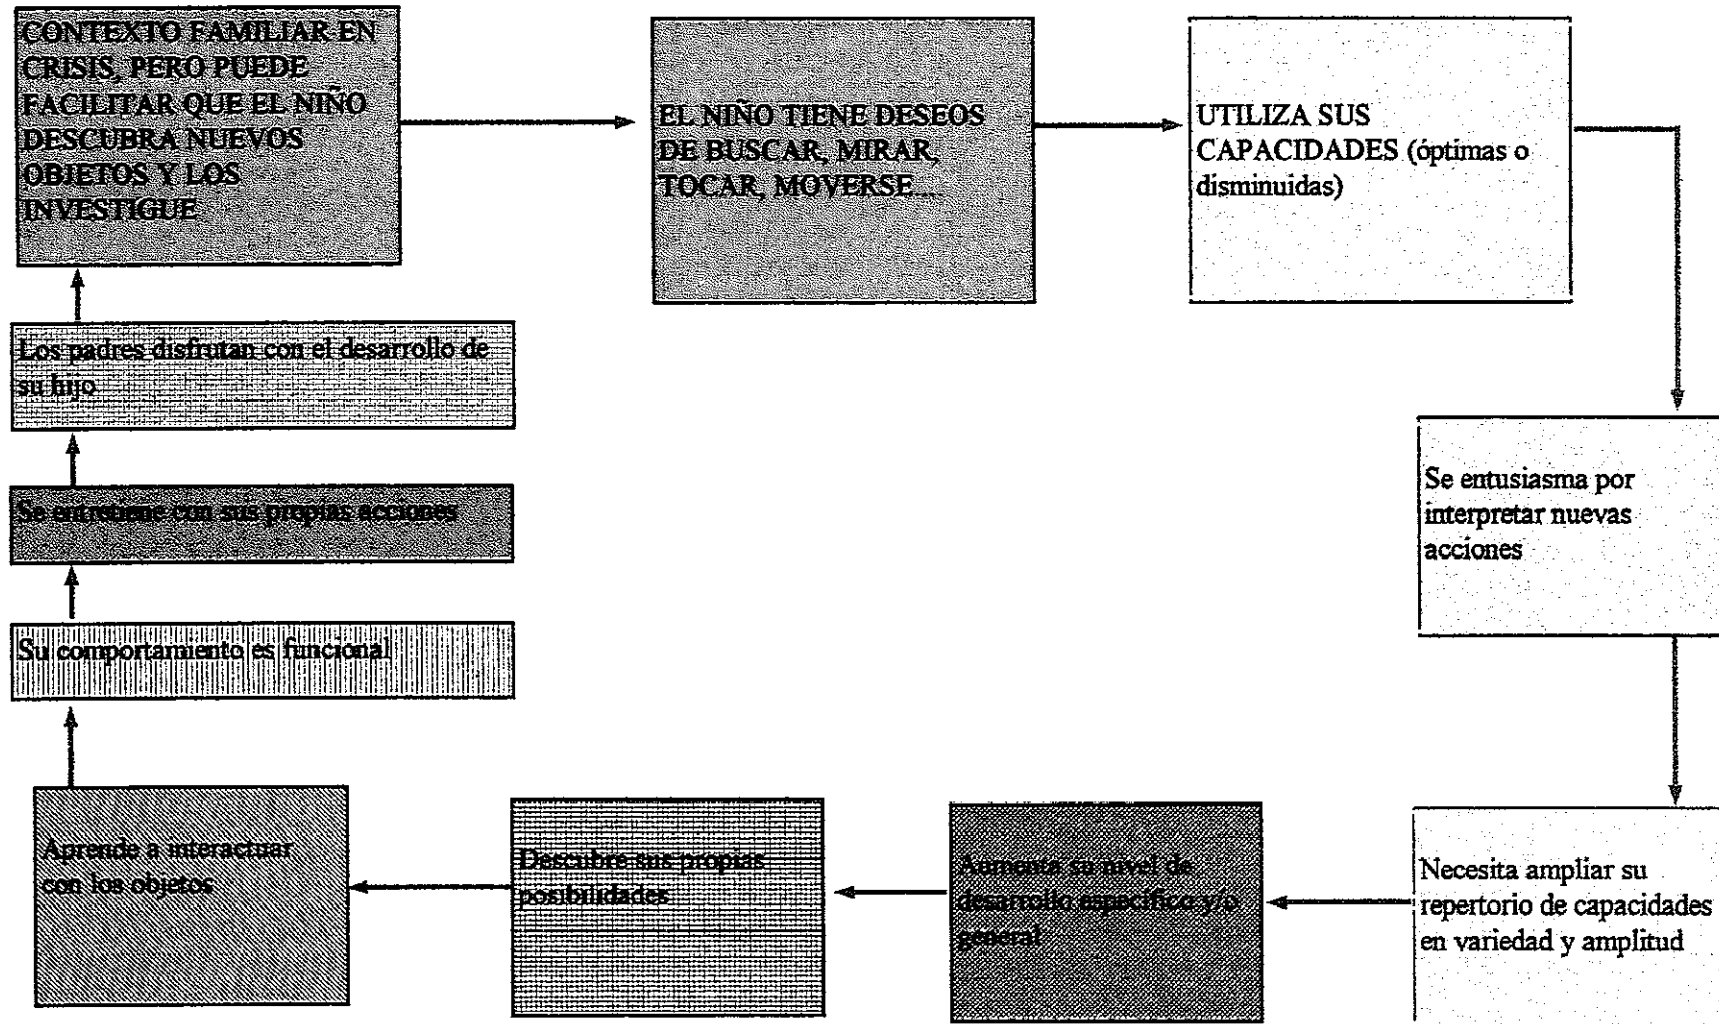 CONTEXTO FAMILIAR EN
CRISIS, PERO PUEDE
FACILITAR QUE EL NIÑO
DESCUBRA NUEVOS
OBJETOS Y LOS
INVESTIGUE
EL NIÑO TIENE DESEOS
DE BUSCAR, MIRAR,
TOCAR, MOVERSE...
UTILIZA SUS
CAPACIDADES (óptimas o
disminuidas)
Se entusiasma por
interpretar nuevas
acciones
Necesita ampliar su
repertorio de capacidades
en variedad y amplitud
Aumenta su nivel de
desarrollo específico y/o
general
Descubre sus propias
posibilidades
Aprende a interactuar
con los objetos
Su comportamiento es funcional
Se entretiene con sus propias acciones
Los padres disfrutan con el desarrollo de
su hijo